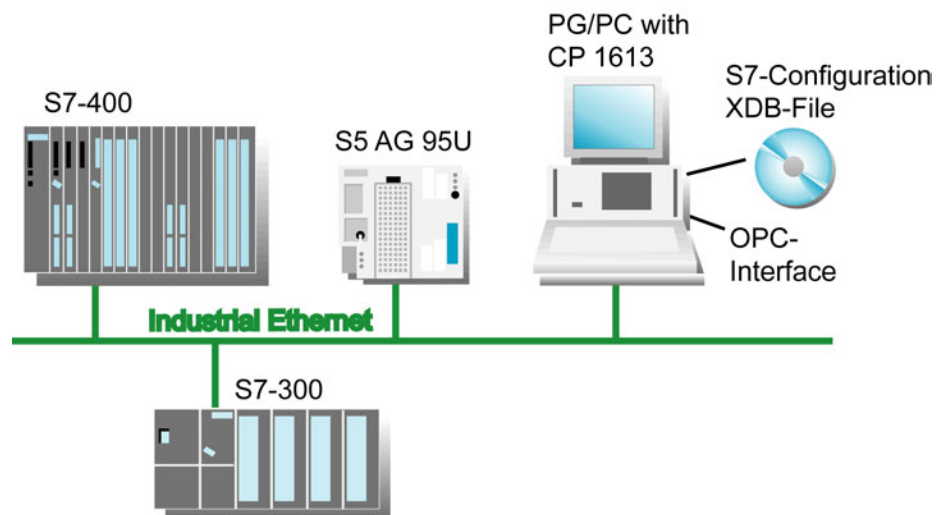 PG/PC with
CP 1613
S7-Configuration
XDB-File
S7-400
S5 AG 95U
OPC-
Interface
Industrial Ethernet
S7-300